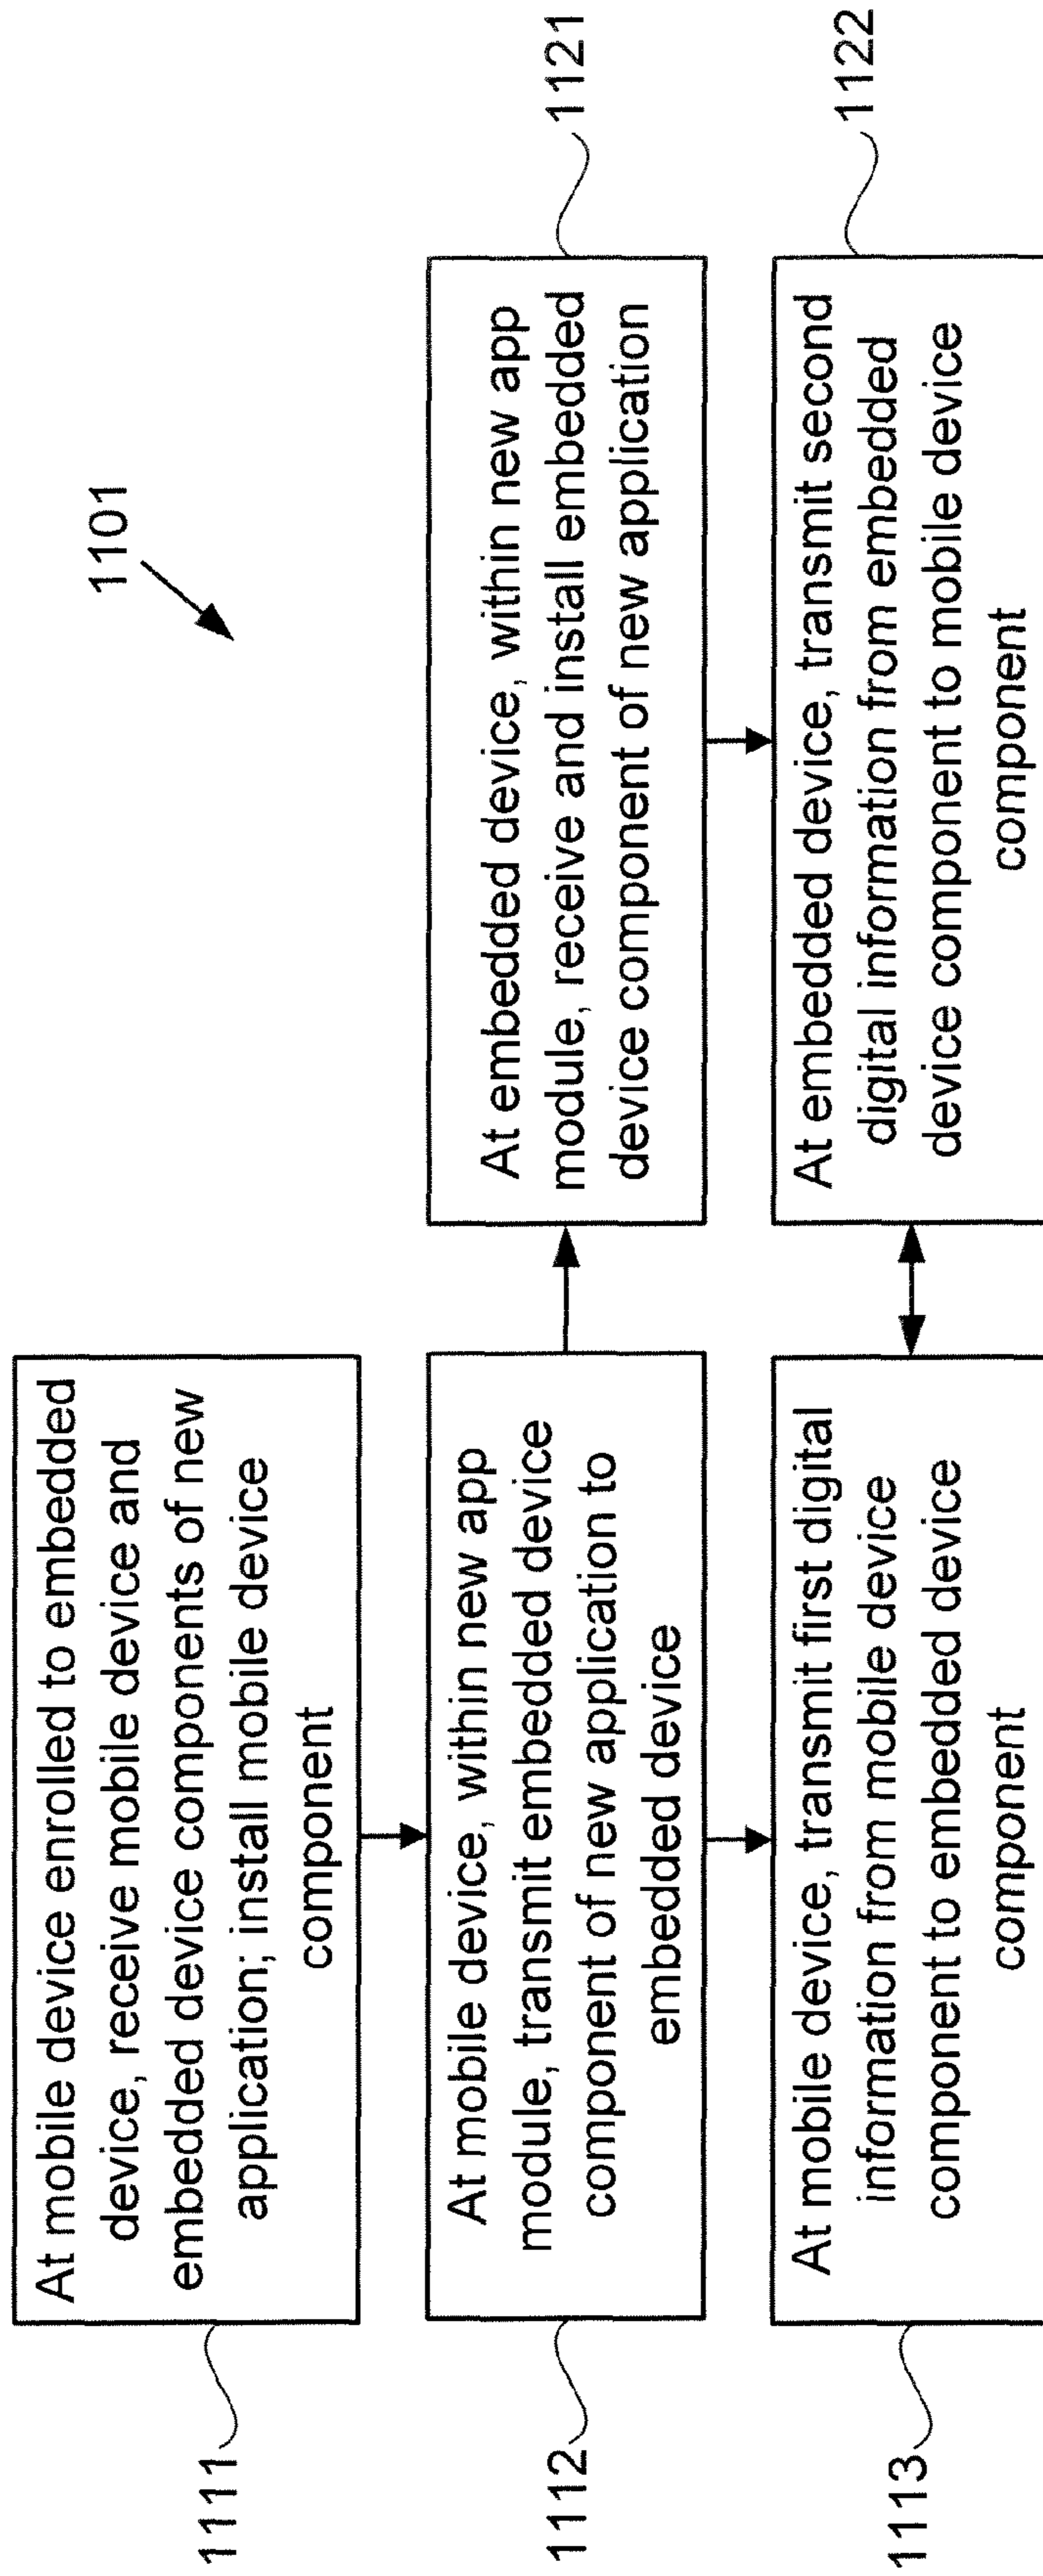 1101
1111
At mobile device enrolled to embedded
device, receive mobile device and
embedded device components of new
application; install mobile device
component
1112
At mobile device, within new app
module, transmit embedded device
component of new application to
embedded device
At embedded device, within new app
module, receive and install embedded
device component of new application
1121
1113
At mobile device, transmit first digital
information from mobile device
component to embedded device
component
At embedded device, transmit second
digital information from embedded
device component to mobile device
component
1122